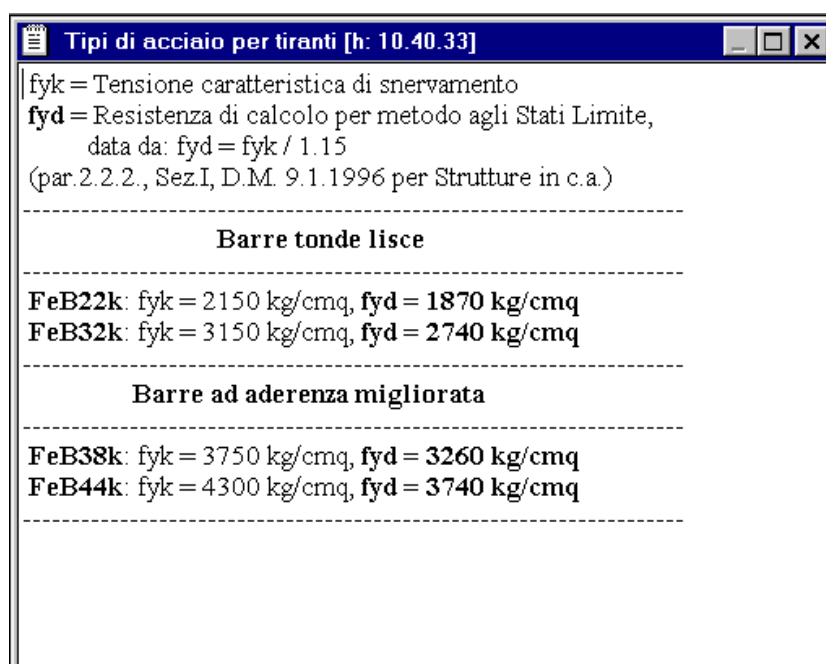 Tipi di acciaio per tiranti [h: 10.40.33]
fyk = Tensione caratteristica di snervamento
fyd = Resistenza di calcolo per metodo agli Stati Limite,
data da: fyd = fyk / 1.15
(par.2.2.2., Sez.I, D.M. 9.1.1996 per Strutture in c.a.)
------------------------------------------------------------------
Barre tonde lisce
------------------------------------------------------------------
FeB22k: fyk = 2150 kg/cmq, fyd = 1870 kg/cmq
FeB32k: fyk = 3150 kg/cmq, fyd = 2740 kg/cmq
------------------------------------------------------------------
Barre ad aderenza migliorata
------------------------------------------------------------------
FeB38k: fyk = 3750 kg/cmq, fyd = 3260 kg/cmq
FeB44k: fyk = 4300 kg/cmq, fyd = 3740 kg/cmq
------------------------------------------------------------------